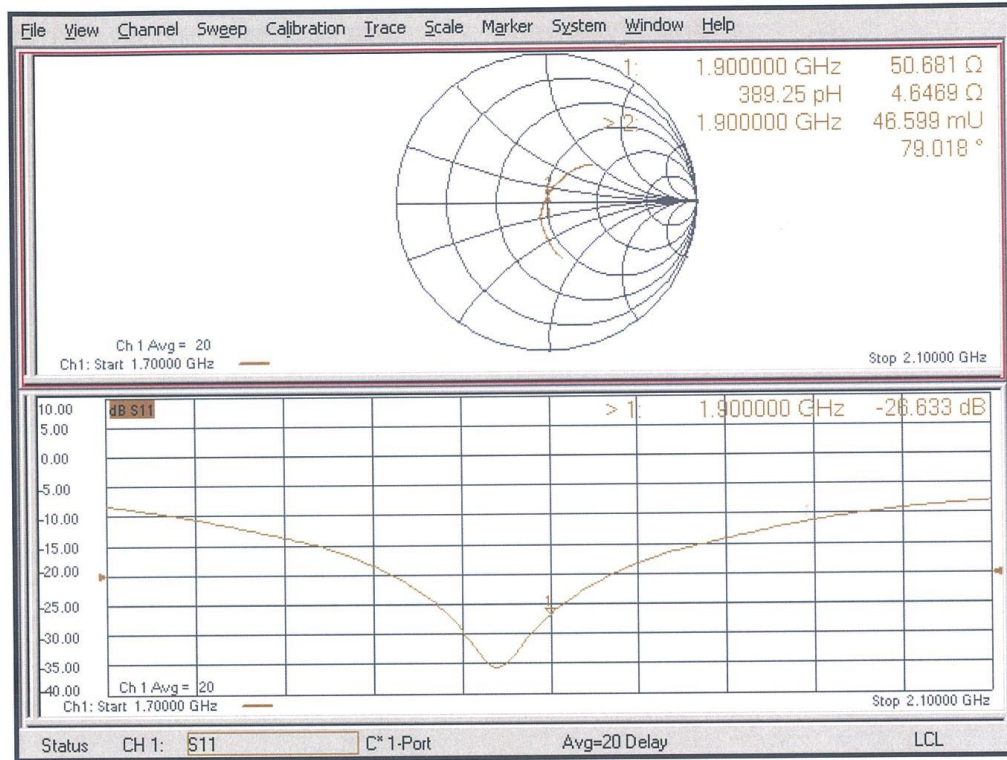 File View Channel Sweep Calibration Trace Scale Marker System Window Help
1: 1.900000 GHz 50.681 Ω
389.25 pH 4.6469 Ω
> 2: 1.900000 GHz 46.599 mU
79.018 °
Ch 1 Avg = 20
Ch1: Start 1.70000 GHz
Stop 2.10000 GHz
10.00
dB S11
> 1: 1.900000 GHz -26.633 dB
5.00
0.00
-5.00
-10.00
-15.00
-20.00
1
-25.00
-30.00
-35.00
-40.00
Ch 1 Avg = 20
Ch1: Start 1.70000 GHz
Stop 2.10000 GHz
Status CH 1: S11 C* 1-Port Avg=20 Delay LCL